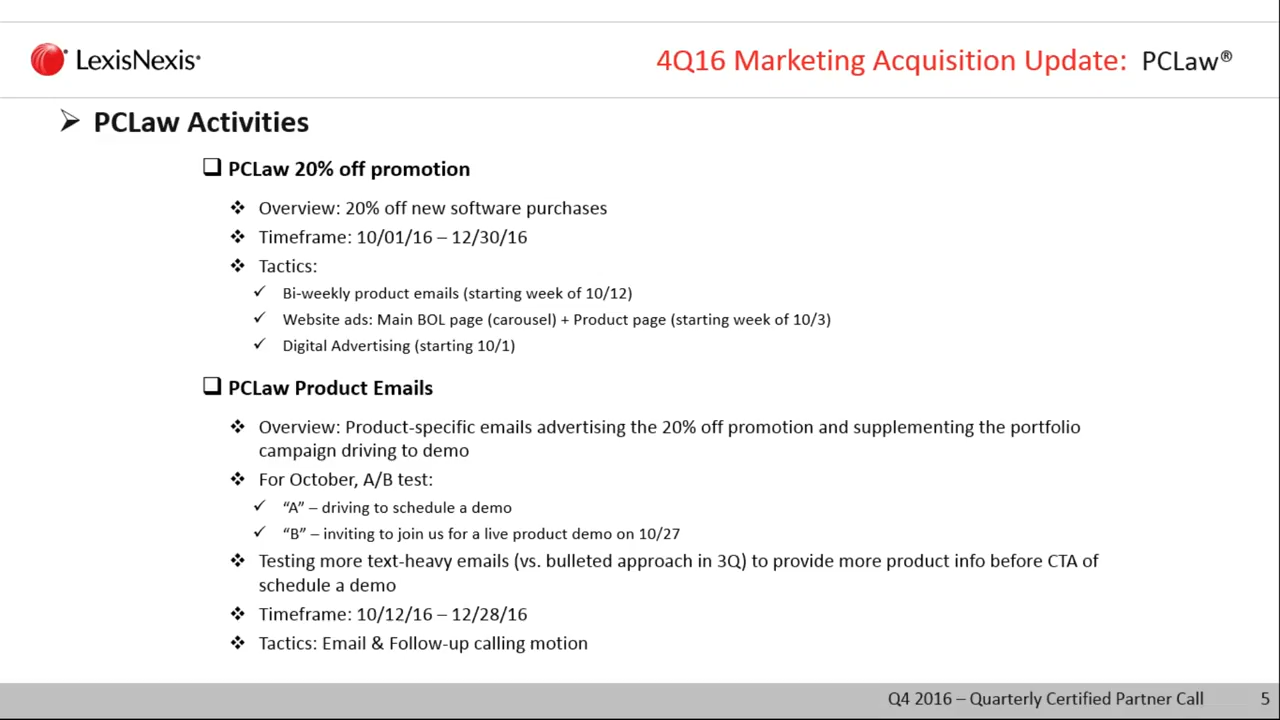 LexisNexis®
4Q16 Marketing Acquisition Update: PCLaw®
PCLaw Activities
PCLaw 20% off promotion
Overview: 20% off new software purchases
Timeframe: 10/01/16 – 12/30/16
Tactics:
Bi-weekly product emails (starting week of 10/12)
Website ads: Main BOL page (carousel) + Product page (starting week of 10/3)
Digital Advertising (starting 10/1)
PCLaw Product Emails
Overview: Product-specific emails advertising the 20% off promotion and supplementing the portfolio
campaign driving to demo
For October, A/B test:
“A” – driving to schedule a demo
“B” – inviting to join us for a live product demo on 10/27
Testing more text-heavy emails (vs. bulleted approach in 3Q) to provide more product info before CTA of
schedule a demo
Timeframe: 10/12/16 – 12/28/16
Tactics: Email & Follow-up calling motion
Q4 2016 – Quarterly Certified Partner Call 5